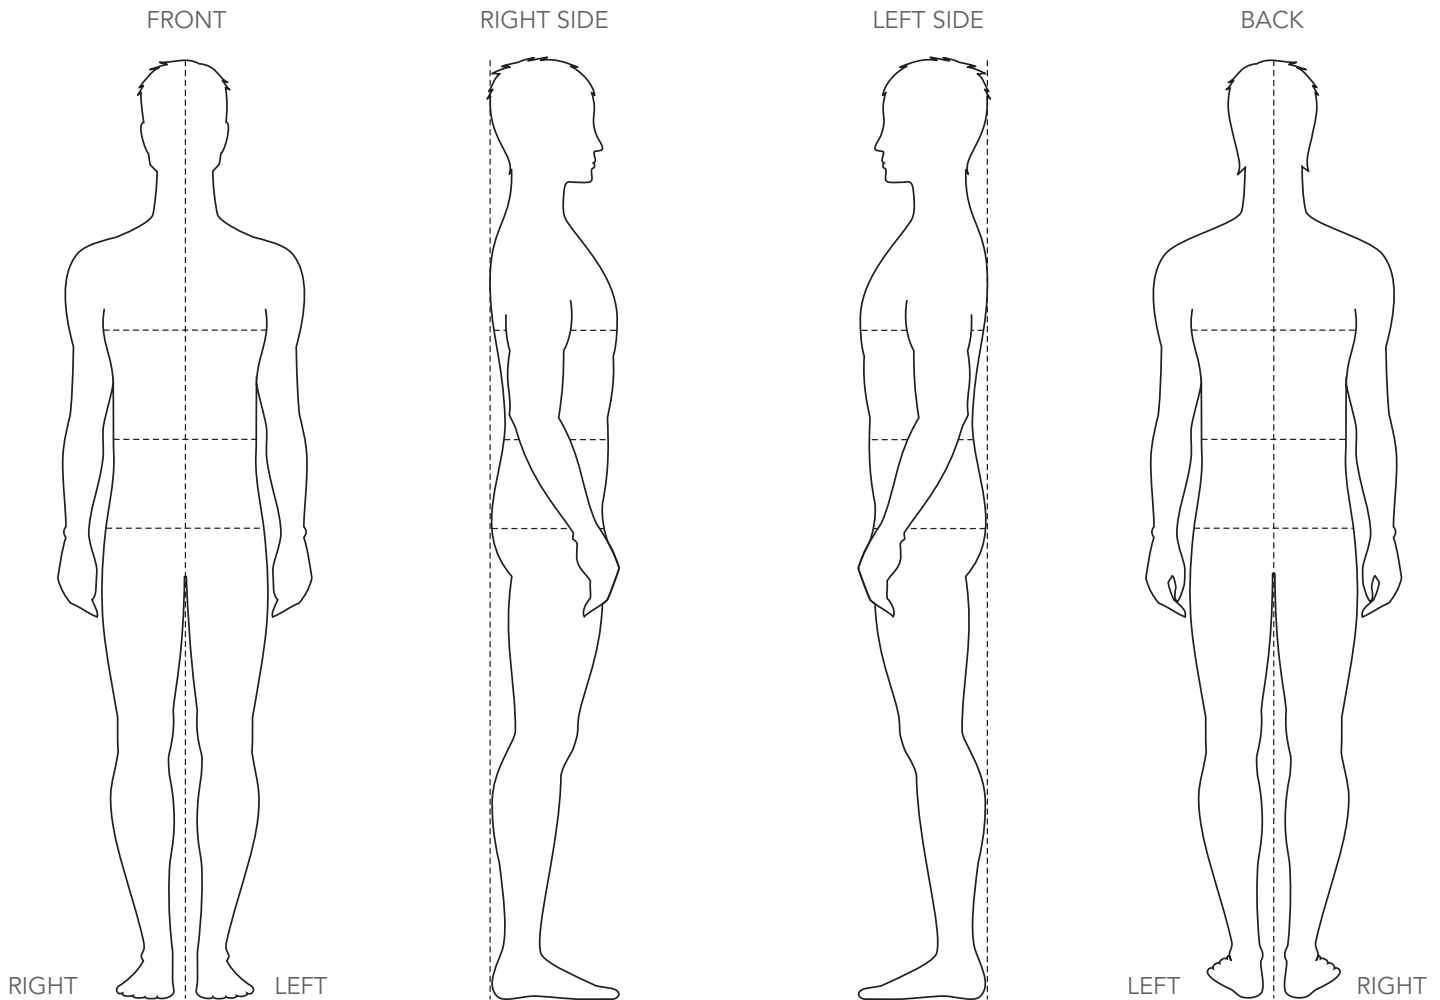 FRONT
RIGHT SIDE
LEFT SIDE
BACK
RIGHT
LEFT
LEFT
RIGHT